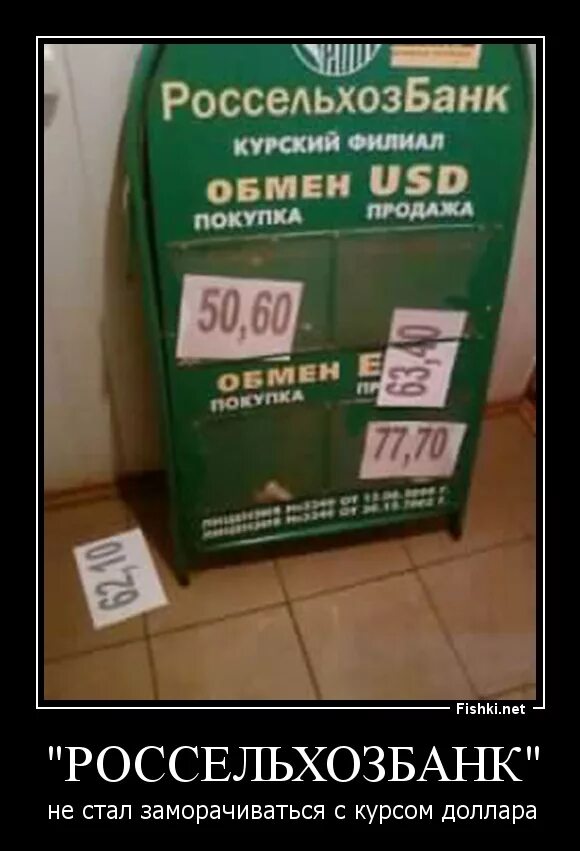 РоссельхозБанк
КУРСКИЙ ФИЛИАЛ
ОБМЕН USD
ПОКУПКА ПРОДАЖА
50,60
63,40
ОБМЕН E
ПОКУПКА ПР
77,70
62,10
Fishki.net
"РОССЕЛЬХОЗБАНК"
не стал заморачиваться с курсом доллара